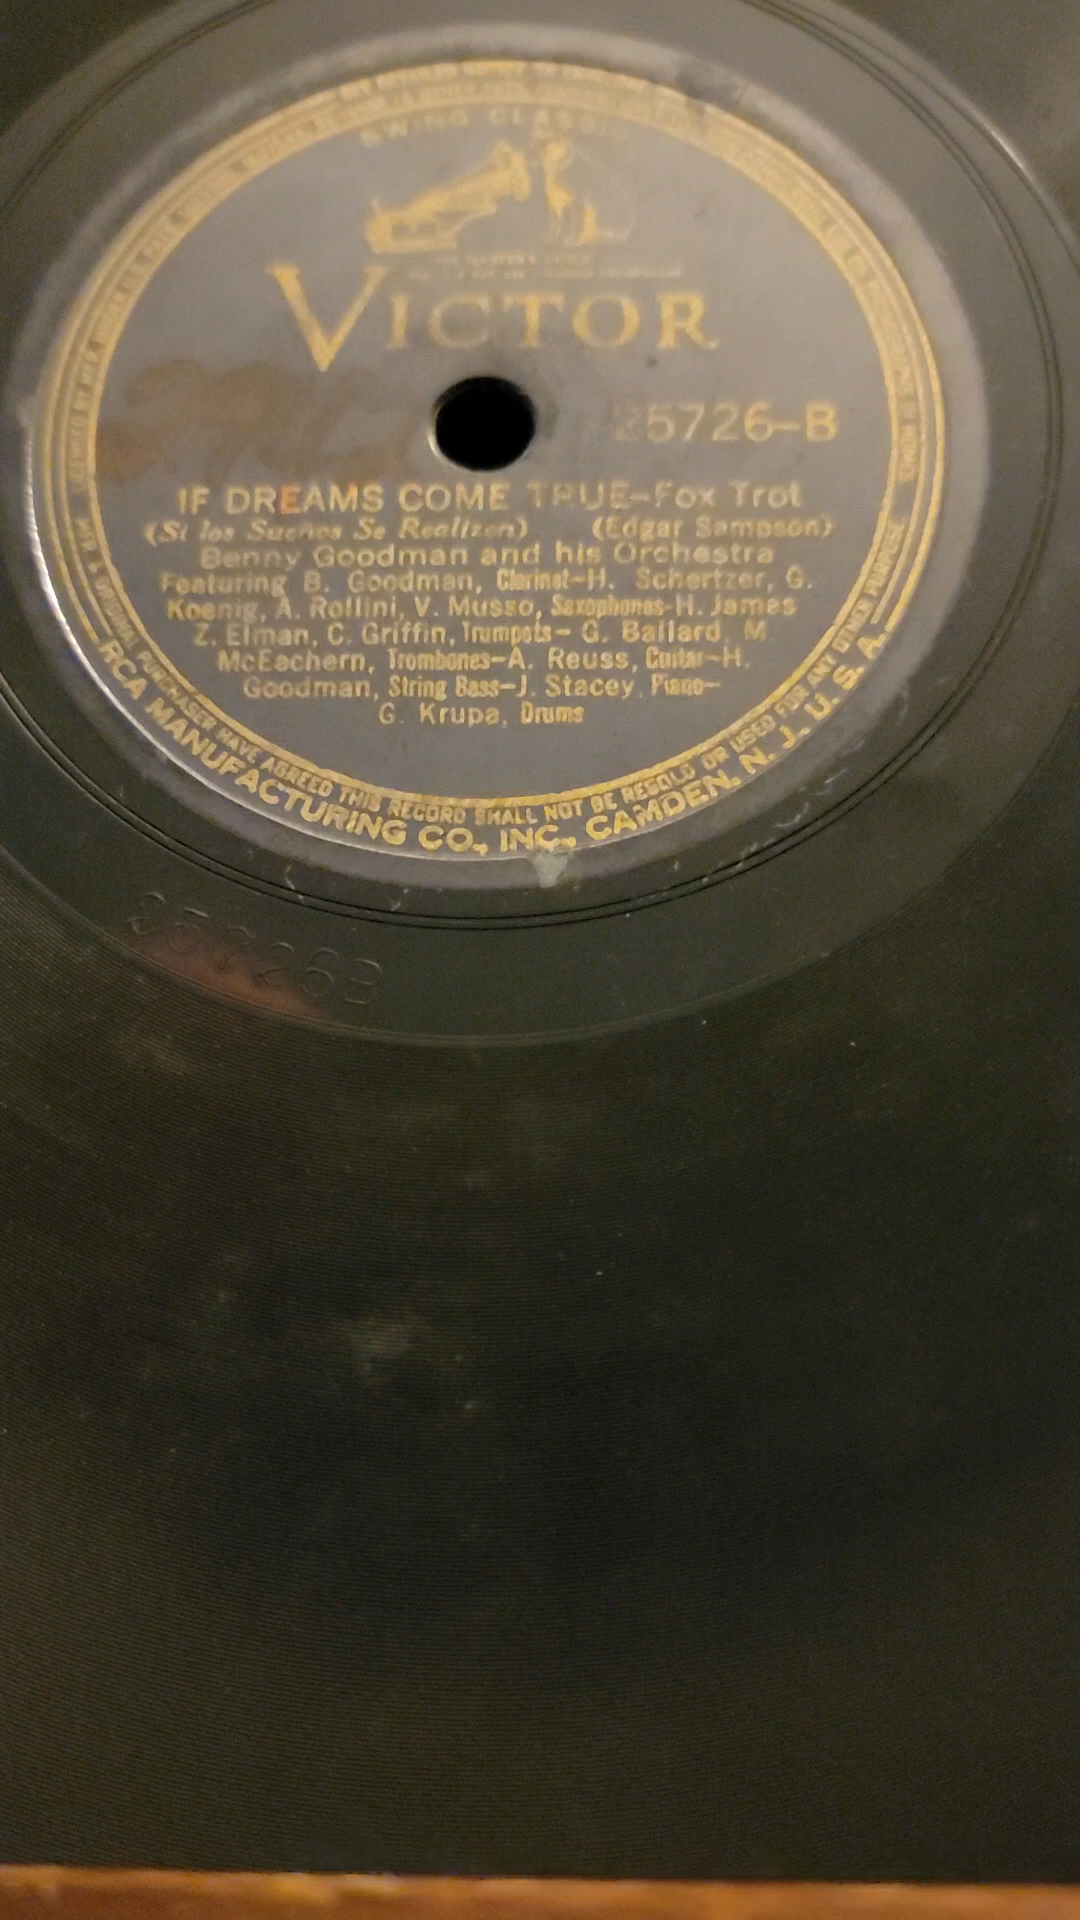 SWING CLASSIC
VICTOR
25726-B
IF DREAMS COME TRUE-Fox Trot
(Si los Sueños Se Realizen) (Edgar Sampson)
Benny Goodman and his Orchestra
Featuring B. Goodman, Clarinet-H. Schertzer, G.
Koenig, A. Rollini, V. Musso, Saxophones-H. James
Z. Elman, C. Griffin, Trumpets- G. Ballard, M.
McEachern, Trombones-A. Reuss, Guitar-H.
Goodman, String Bass-J. Stacey, Piano-
G. Krupa, Drums
ORIGINAL PURCHASER HAVE AGREED THIS RECORD SHALL NOT BE RESOLD OR USED FOR ANY OTHER PURPOSE
RCA MANUFACTURING CO., INC., CAMDEN, N. J., U. S. A.
25726B